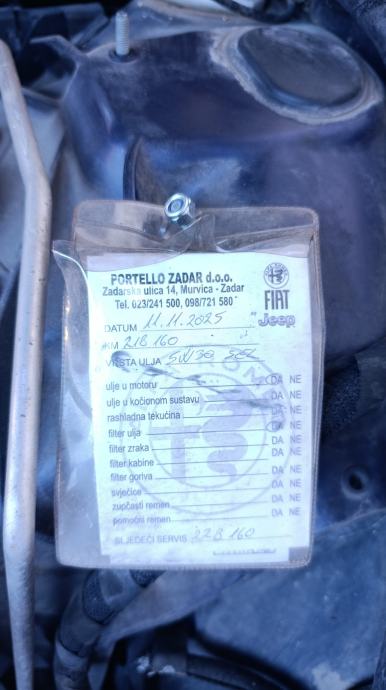 PORTELLO ZADAR d.o.o.
Zadarska ulica 14, Murvica - Zadar
Tel. 023/241 500, 098/721 580
FIAT
Jeep
DATUM 11.11.2025
KM 218 160
VRSTA ULJA 5W30
ulje u motoru DA NE
ulje u kočionom sustavu DA NE
rashladna tekućina DA NE
filter ulja DA NE
filter zraka DA NE
filter kabine DA NE
filter goriva DA NE
svjećice DA NE
zupčasti remen DA NE
pomoćni remen DA NE
SLJEDEĆI SERVIS 228 160